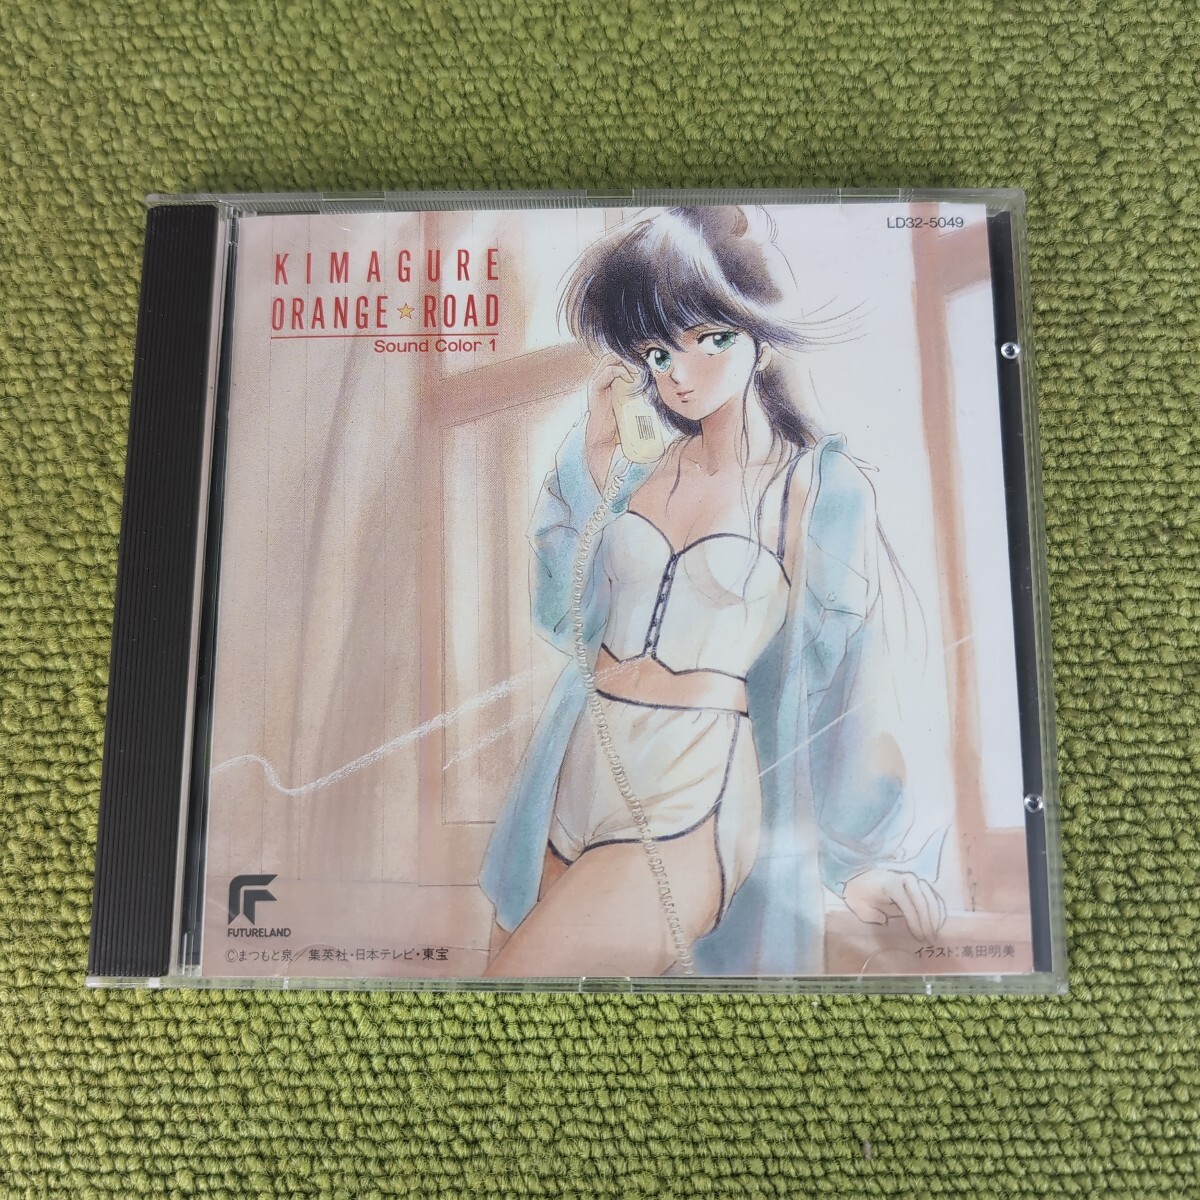 LD32-5049
KIMAGURE
ORANGE★ROAD
Sound Color 1
FUTURELAND
©まつもと泉／集英社・日本テレビ・東宝
イラスト：高田明美